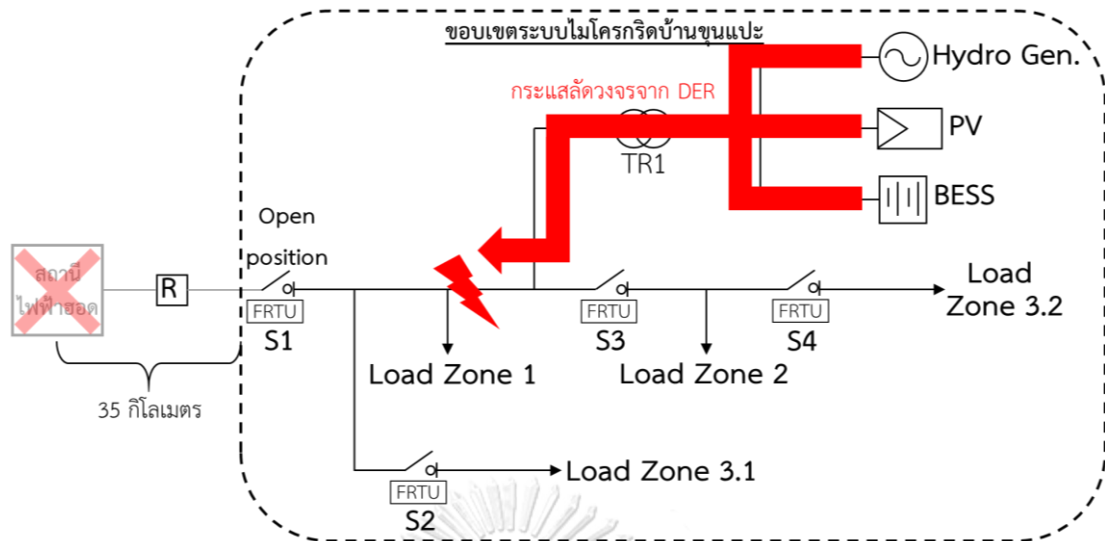 ขอบเขตระบบไมโครกริดบ้านขุนแปะ
Hydro Gen.
กระแสลัดวงจรจาก DER
PV
TR1
BESS
Open
position
สถานี
ไฟฟ้าฮอด
R
FRTU
S1
FRTU
S3
FRTU
S4
Load
Zone 3.2
Load Zone 1
Load Zone 2
35 กิโลเมตร
Load Zone 3.1
FRTU
S2